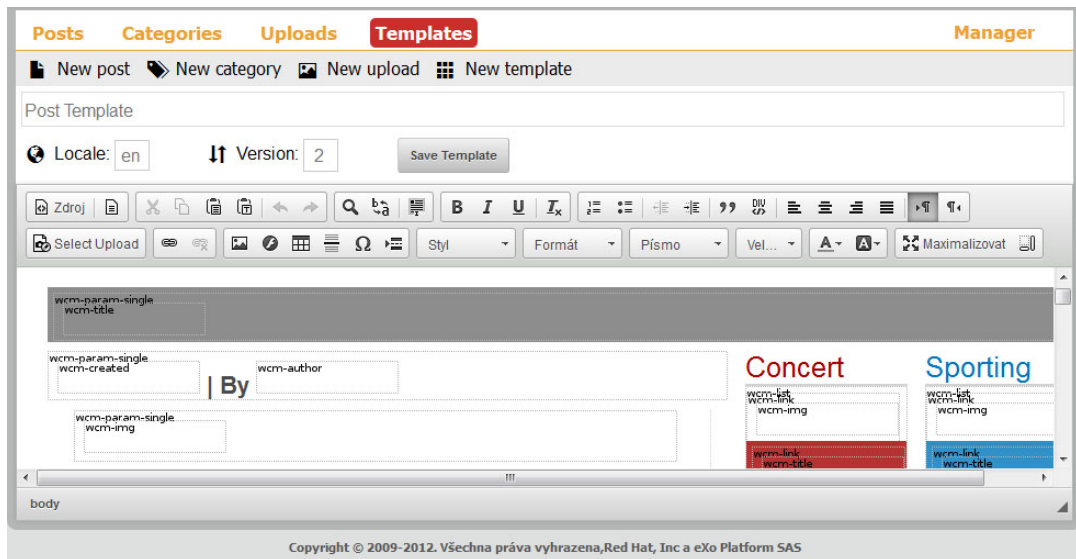 Posts Categories Uploads Templates Manager
New post New category New upload New template
Post Template
Locale: en Version: 2 Save Template
Zdroj B I U Ix DIV
Select Upload Ω Styl Formát Písmo Vel... A A Maximalizovat
wcm-param-single
wcm-title
wcm-param-single
wcm-created
| By
wcm-author
wcm-param-single
wcm-img
Concert
wcm-list
wcm-link
wcm-img
wcm-link
wcm-title
Sporting
wcm-list
wcm-link
wcm-img
wcm-link
wcm-title
body
Copyright © 2009-2012. Všechna práva vyhrazena,Red Hat, Inc a eXo Platform SAS